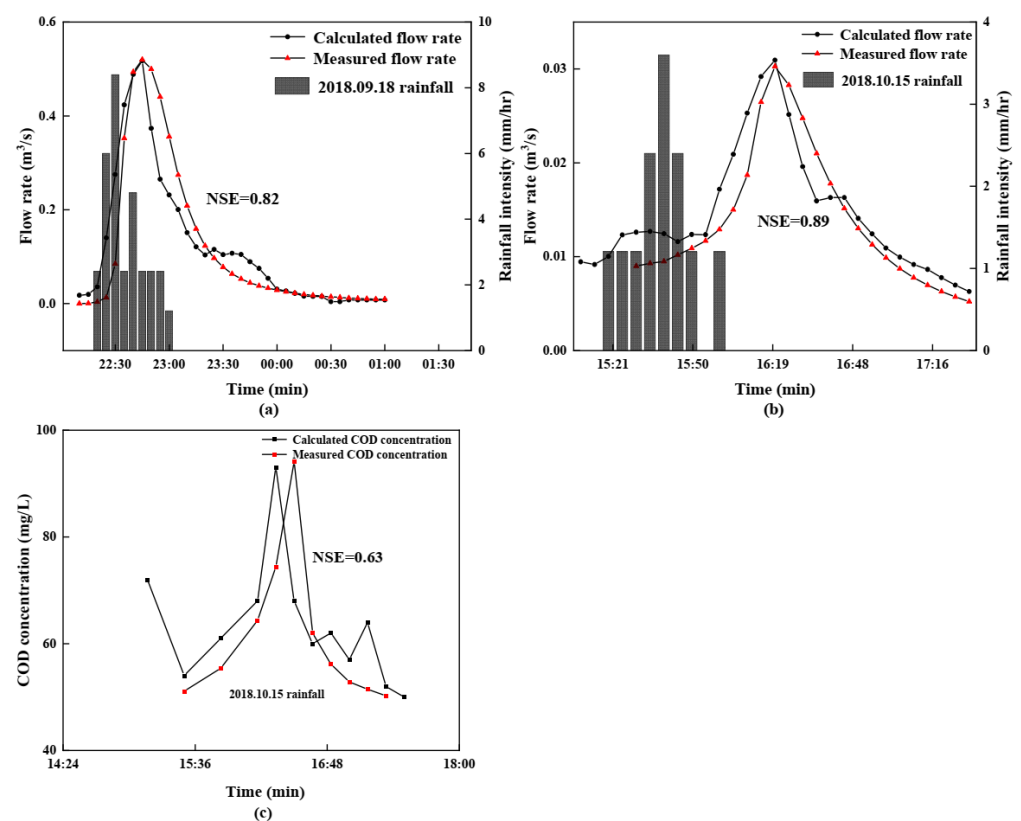 0.6
0.4
0.2
0.0
Flow rate (m³/s)
10
8
6
4
2
0
Rainfall intensity (mm/hr)
Calculated flow rate
Measured flow rate
2018.09.18 rainfall
NSE=0.82
22:30
23:00
23:30
00:00
00:30
01:00
01:30
Time (min)
(a)
0.03
0.02
0.01
0.00
Flow rate (m³/s)
4
3
2
1
0
Rainfall intensity (mm/hr)
Calculated flow rate
Measured flow rate
2018.10.15 rainfall
NSE=0.89
15:21
15:50
16:19
16:48
17:16
Time (min)
(b)
100
80
60
40
COD concentration (mg/L)
Calculated COD concentration
Measured COD concentration
NSE=0.63
2018.10.15 rainfall
14:24
15:36
16:48
18:00
Time (min)
(c)